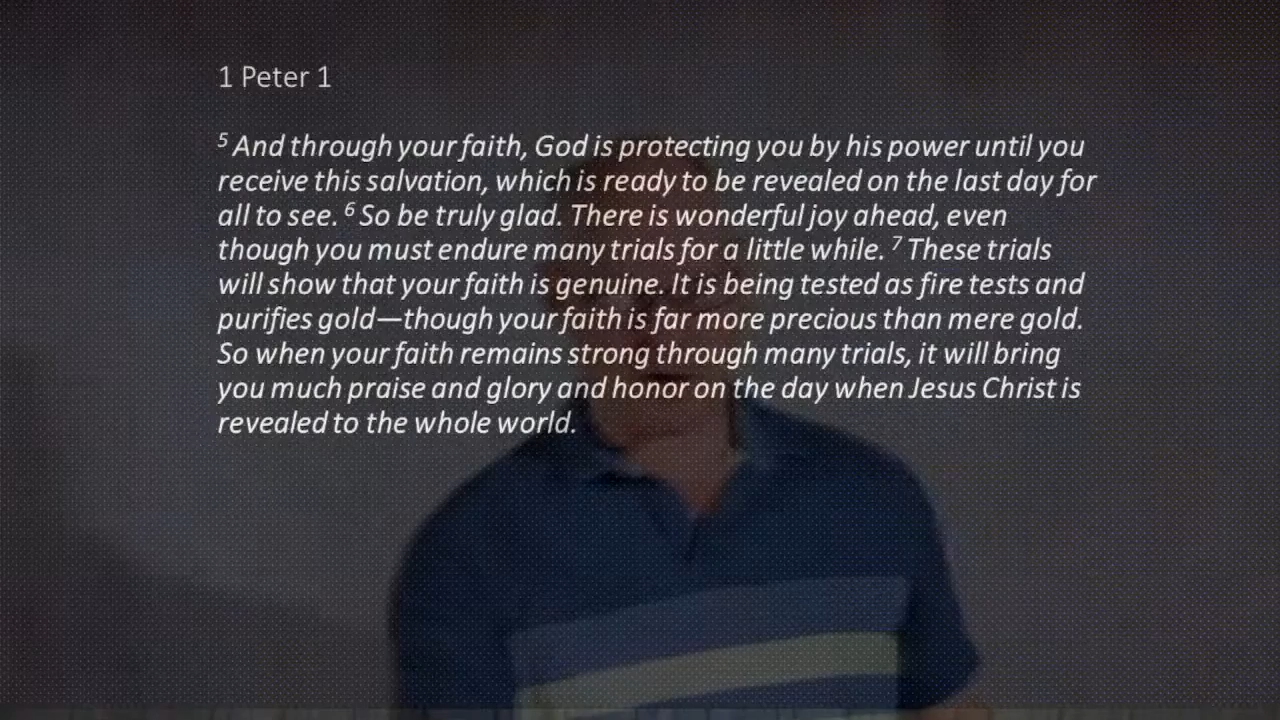 1 Peter 1
5 And through your faith, God is protecting you by his power until you
receive this salvation, which is ready to be revealed on the last day for
all to see. 6 So be truly glad. There is wonderful joy ahead, even
though you must endure many trials for a little while. 7 These trials
will show that your faith is genuine. It is being tested as fire tests and
purifies gold—though your faith is far more precious than mere gold.
So when your faith remains strong through many trials, it will bring
you much praise and glory and honor on the day when Jesus Christ is
revealed to the whole world.